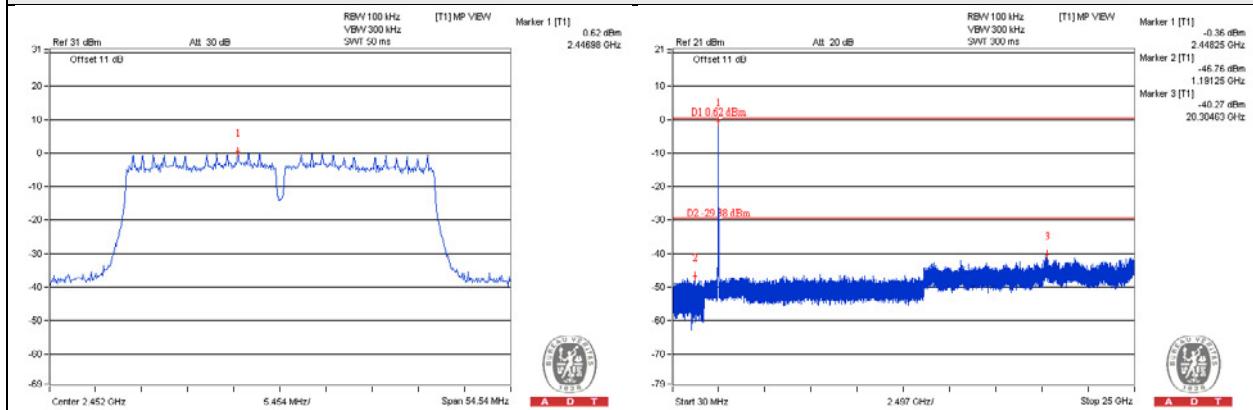 RBW 100 kHz
[T1] MP VIEW
VBW 300 kHz
Ref 31 dBm
Att 30 dB
SWT 50 ms
Marker 1 [T1]
0.62 dBm
2.44698 GHz
31
Offset 11 dB
20
10
0
-10
-20
-30
-40
-50
-60
-69
1
Center 2.452 GHz
5.454 MHz/
Span 54.54 MHz
BUREAU VERITAS
1828
A D T
RBW 100 kHz
[T1] MP VIEW
VBW 300 kHz
Ref 21 dBm
Att 20 dB
SWT 300 ms
Marker 1 [T1]
-0.36 dBm
2.44825 GHz
Marker 2 [T1]
-46.76 dBm
1.19125 GHz
Marker 3 [T1]
-40.27 dBm
20.30463 GHz
21
Offset 11 dB
10
0
-10
-20
-30
-40
-50
-60
-70
-79
1
D1 0.62 dBm
D2 -29.38 dBm
2
3
Start 30 MHz
2.497 GHz/
Stop 25 GHz
BUREAU VERITAS
1828
A D T